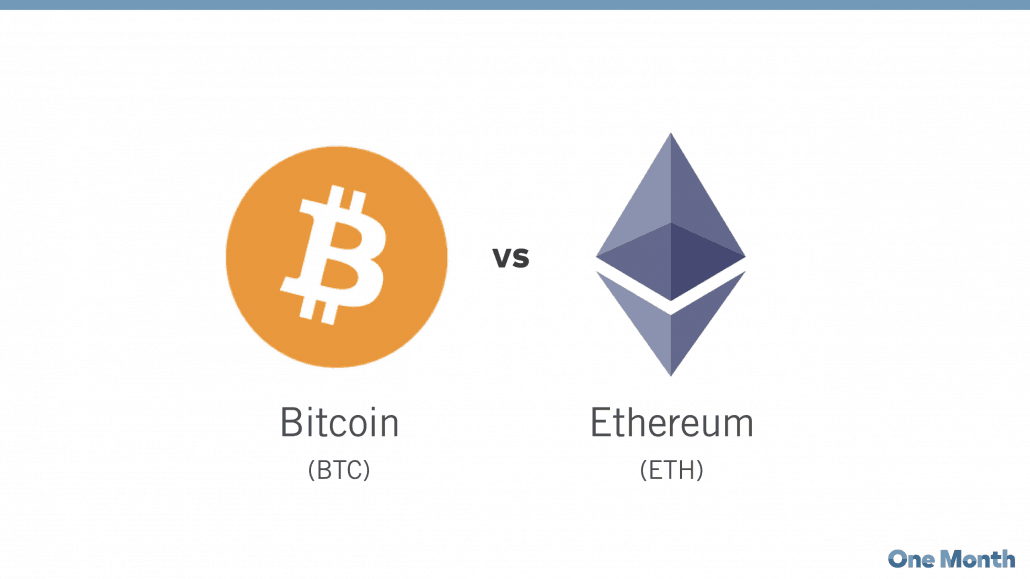 vs
Bitcoin
(BTC)
Ethereum
(ETH)
One Month